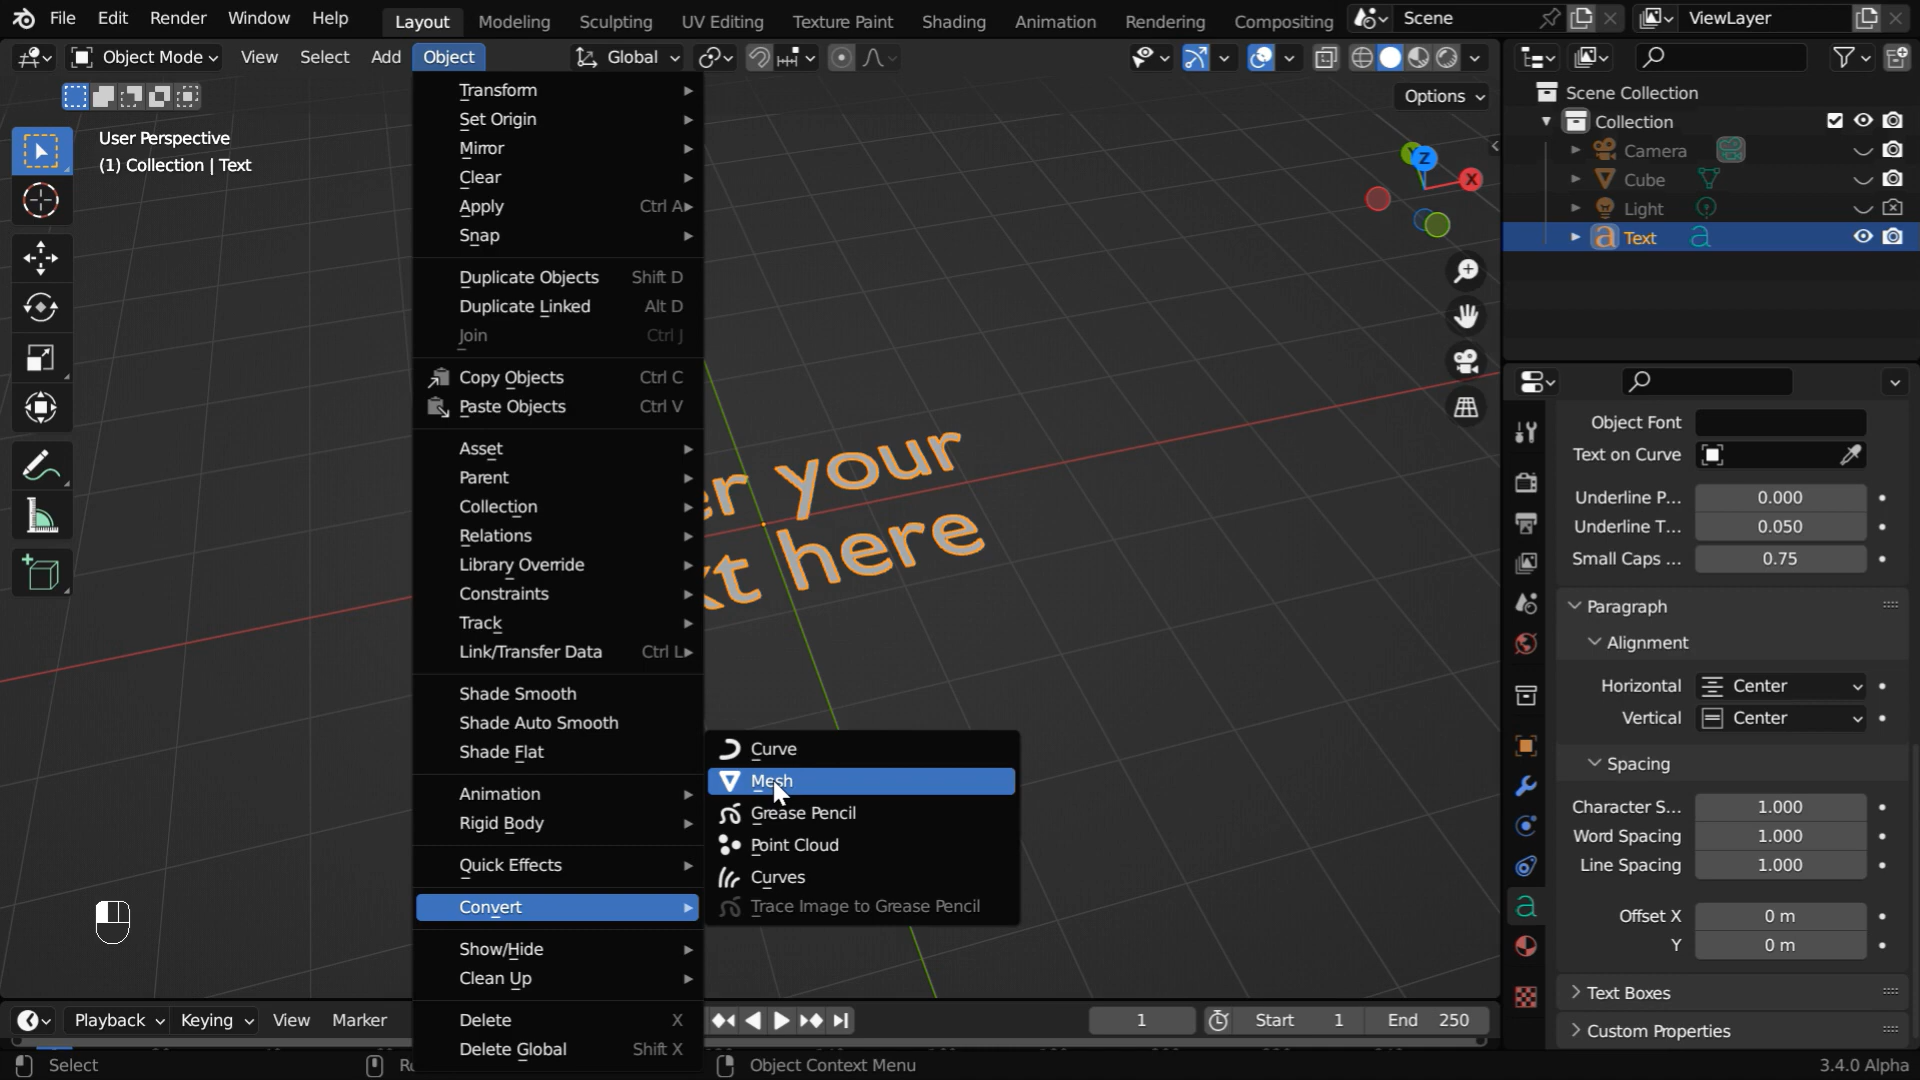 File Edit Render Window Help Layout Modeling Sculpting UV Editing Texture Paint Shading Animation Rendering Compositing Scene ViewLayer
Object Mode View Select Add Object Global
Options
User Perspective
(1) Collection | Text
Transform
Set Origin
Mirror
Clear
Apply Ctrl A
Snap
Duplicate Objects Shift D
Duplicate Linked Alt D
Join Ctrl J
Copy Objects Ctrl C
Paste Objects Ctrl V
Asset
Parent
Collection
Relations
Library Override
Constraints
Track
Link/Transfer Data Ctrl L
Shade Smooth
Shade Auto Smooth
Shade Flat
Animation
Rigid Body
Quick Effects
Convert
Show/Hide
Clean Up
Delete X
Delete Global Shift X
Curve
Mesh
Grease Pencil
Point Cloud
Curves
Trace Image to Grease Pencil
er your
xt here
Z
X
Scene Collection
Collection
Camera
Cube
Light
Text
Object Font
Text on Curve
Underline P... 0.000
Underline T... 0.050
Small Caps ... 0.75
Paragraph
Alignment
Horizontal Center
Vertical Center
Spacing
Character S... 1.000
Word Spacing 1.000
Line Spacing 1.000
Offset X 0 m
Y 0 m
Text Boxes
Custom Properties
Playback Keying View Marker 1 Start 1 End 250
Select Object Context Menu 3.4.0 Alpha